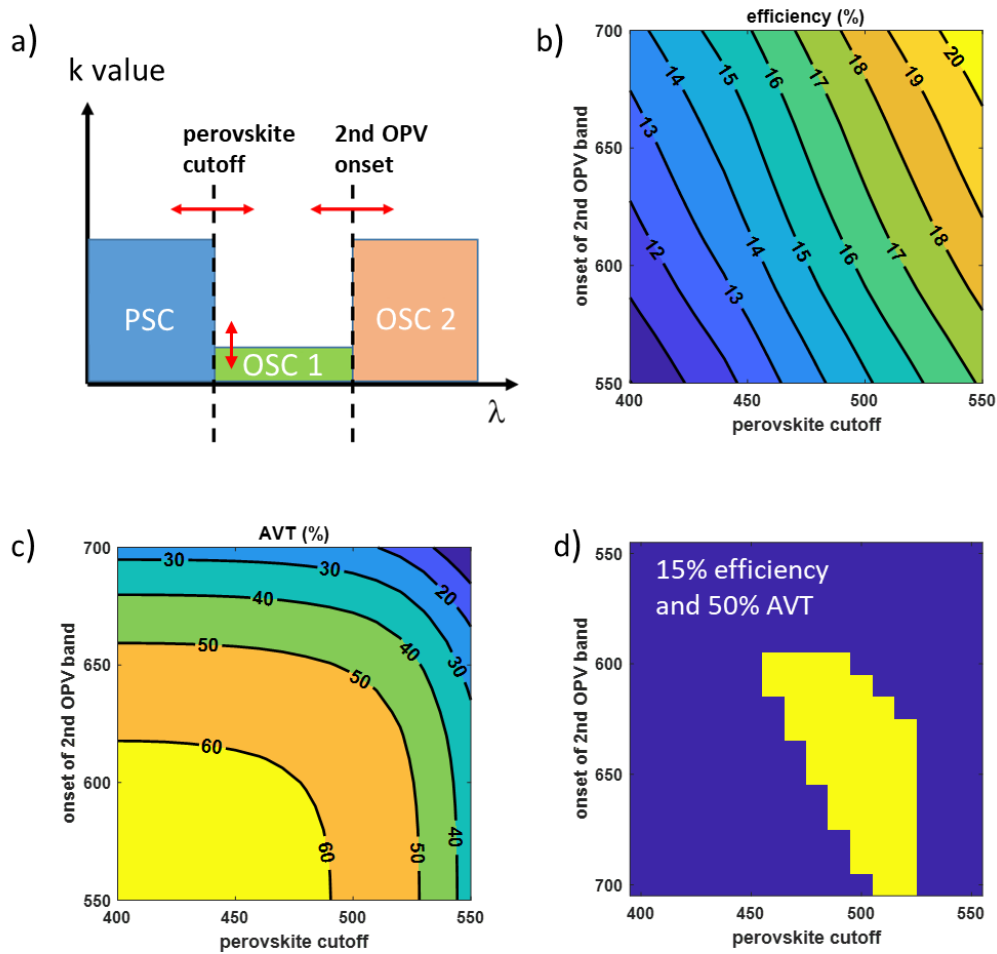 a)
k value
perovskite
cutoff
2nd OPV
onset
PSC
OSC 1
OSC 2
λ
b)
efficiency (%)
700
650
600
550
onset of 2nd OPV band
14
15
16
17
18
19
20
13
12
13
14
15
16
17
18
400
450
500
550
perovskite cutoff
c)
AVT (%)
700
650
600
550
onset of 2nd OPV band
30
30
20
40
40
30
50
50
60
60
50
40
400
450
500
550
perovskite cutoff
d)
15% efficiency
and 50% AVT
550
600
650
700
onset of 2nd OPV band
400
450
500
550
perovskite cutoff